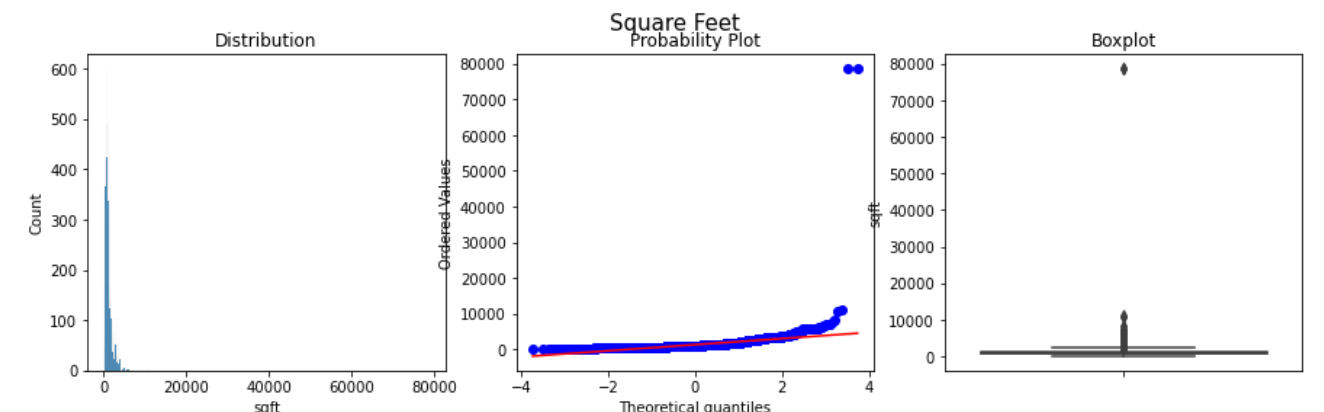 Square Feet
Distribution
600
500
400
300
200
100
0
Count
0 20000 40000 60000 80000
sqft
Probability Plot
80000
70000
60000
50000
40000
30000
20000
10000
0
Ordered Values
−4 −2 0 2 4
Theoretical quantiles
Boxplot
80000
70000
60000
50000
40000
30000
20000
10000
0
sqft